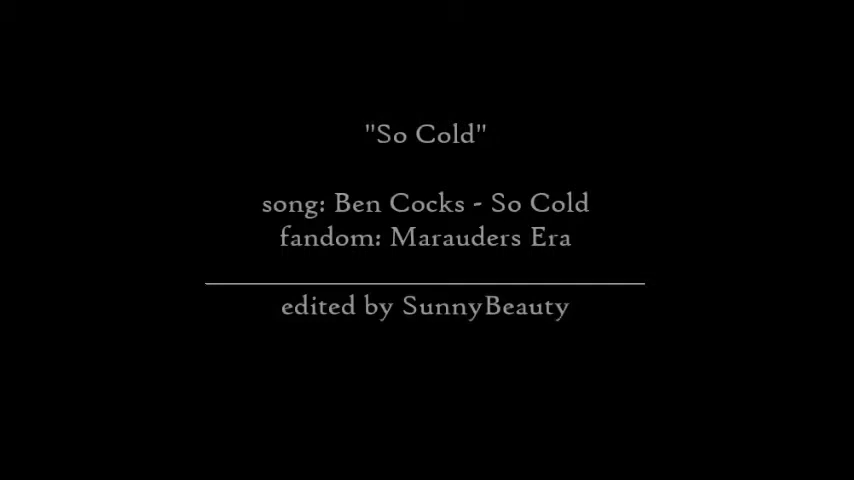 "So Cold"
song: Ben Cocks - So Cold
fandom: Marauders Era
edited by SunnyBeauty